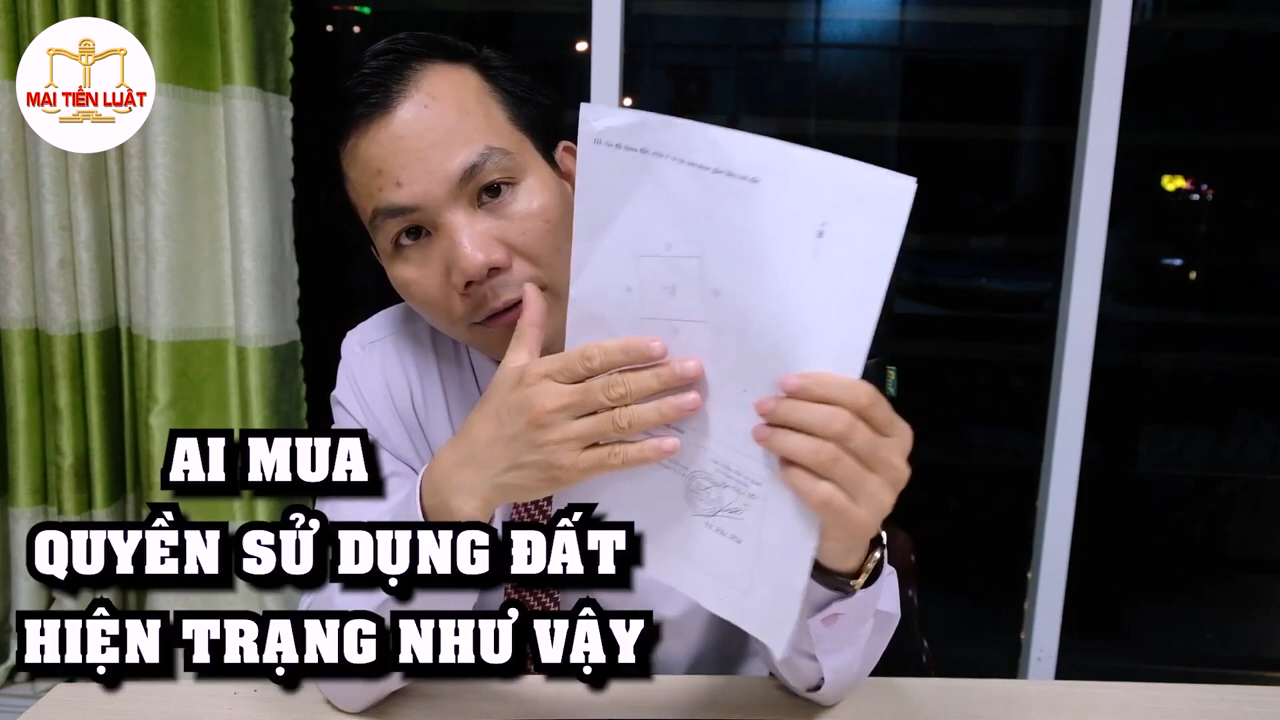 MAI TIẾN LUẬT
AI MUA
QUYỀN SỬ DỤNG ĐẤT
HIỆN TRẠNG NHƯ VẬY